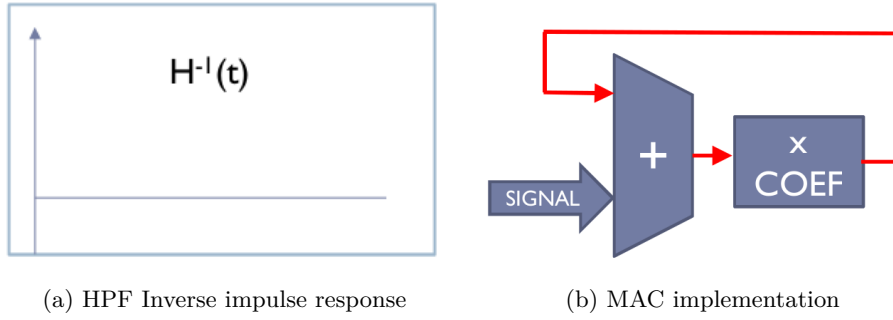 H⁻¹(t)
+
x
COEF
SIGNAL
(a) HPF Inverse impulse response
(b) MAC implementation